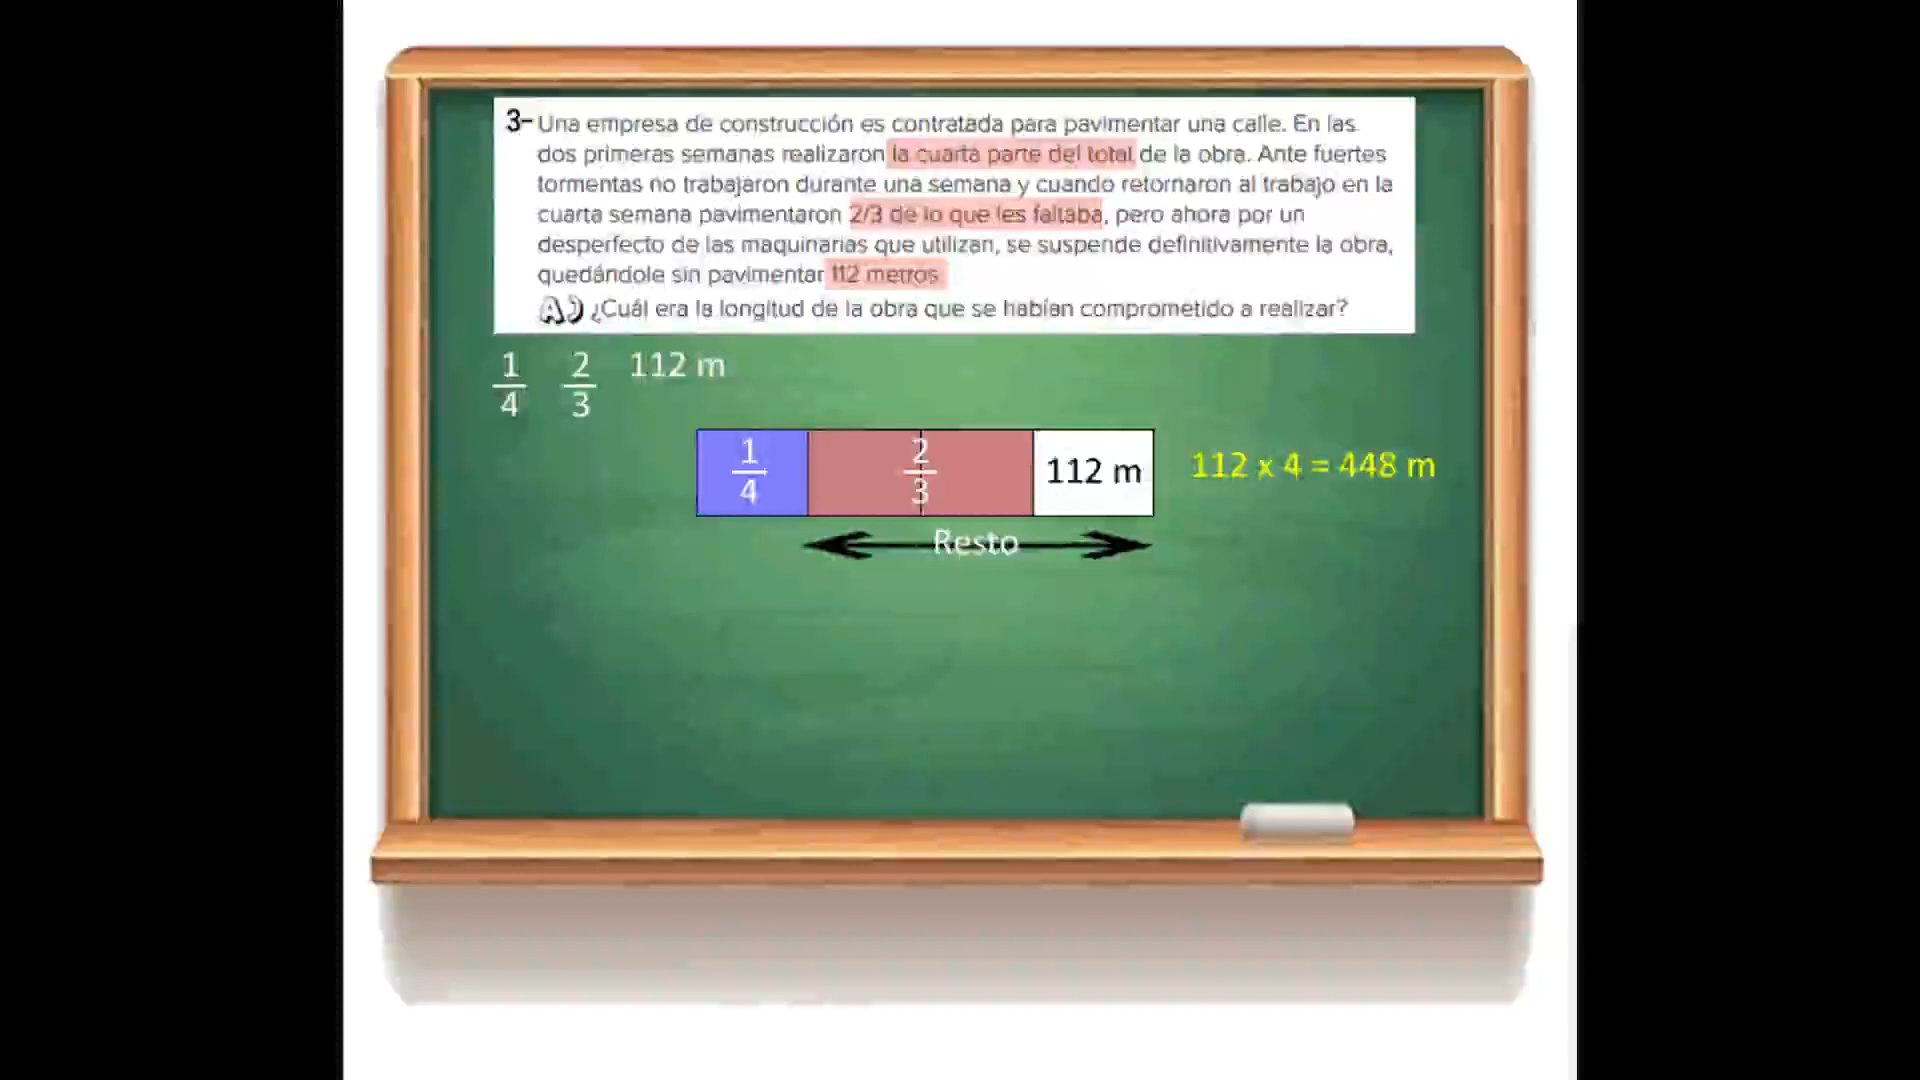 3- Una empresa de construcción es contratada para pavimentar una calle. En las
dos primeras semanas realizaron la cuarta parte del total de la obra. Ante fuertes
tormentas no trabajaron durante una semana y cuando retornaron al trabajo en la
cuarta semana pavimentaron 2/3 de lo que les faltaba, pero ahora por un
desperfecto de las maquinarias que utilizan, se suspende definitivamente la obra,
quedándole sin pavimentar 112 metros
A) ¿Cuál era la longitud de la obra que se habían comprometido a realizar?
1/4 2/3 112 m
1/4 2/3 112 m 112 x 4 = 448 m
Resto